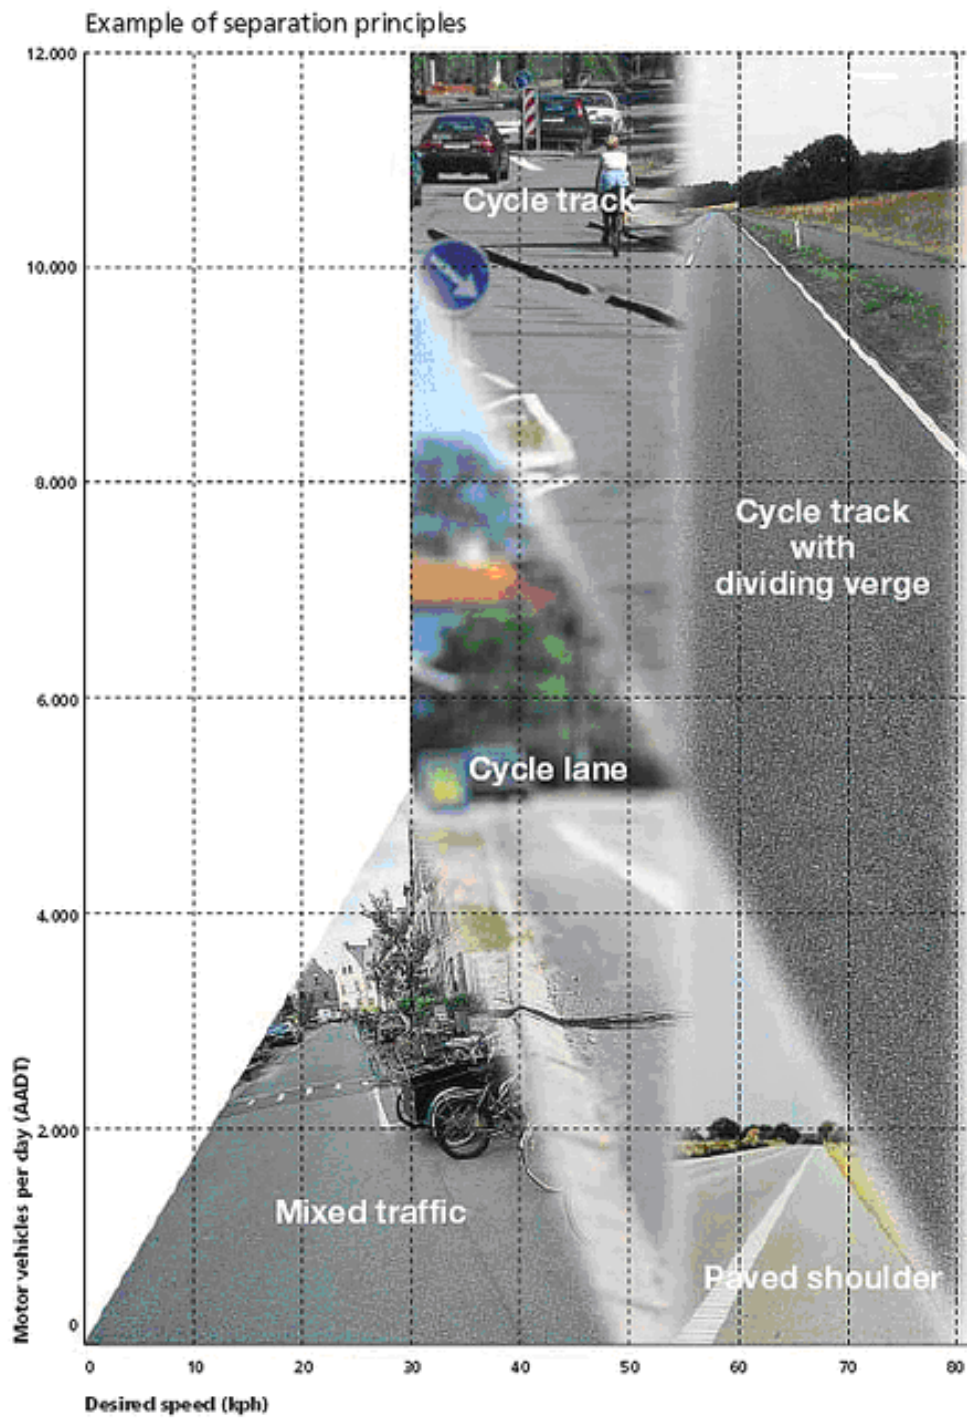 Example of separation principles
12.000
10.000
8.000
6.000
4.000
2.000
0
Motor vehicles per day (AADT)
Cycle track
Cycle track
with
dividing verge
Cycle lane
Mixed traffic
Paved shoulder
0 10 20 30 40 50 60 70 80
Desired speed (kph)